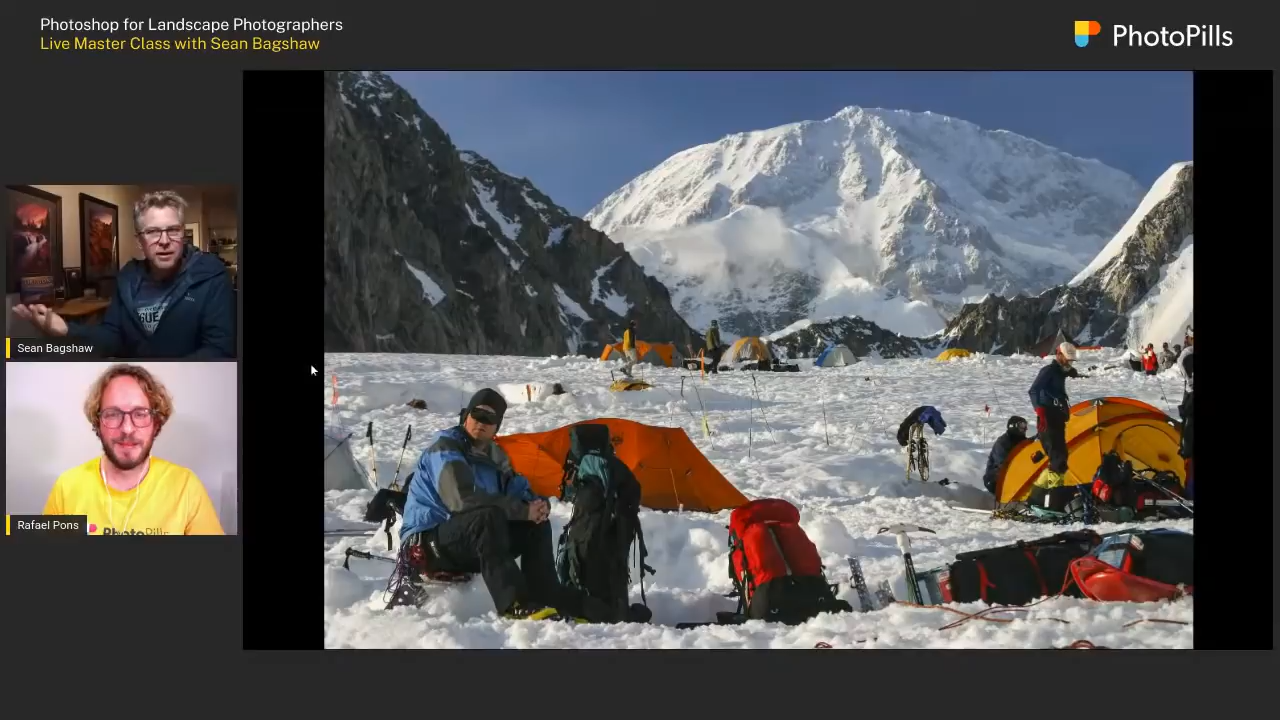 Photoshop for Landscape Photographers
Live Master Class with Sean Bagshaw
PhotoPills
Sean Bagshaw
Rafael Pons